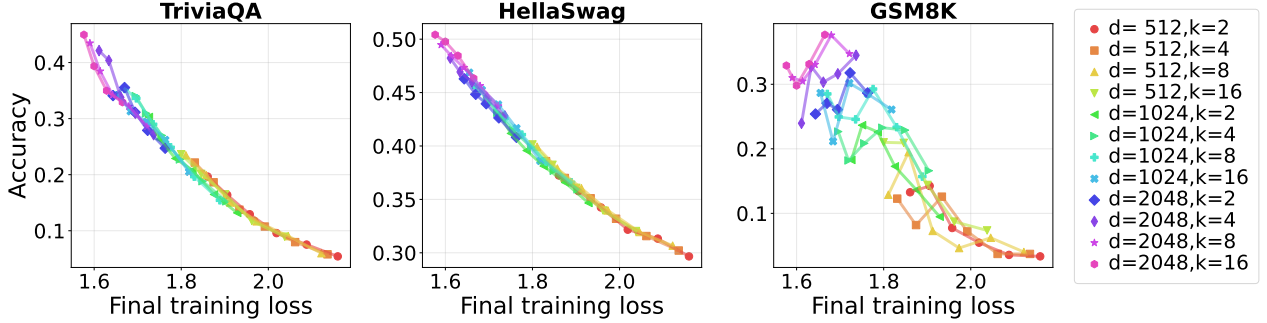 TriviaQA
HellaSwag
GSM8K
Accuracy
0.4
0.3
0.2
0.1
1.6
1.8
2.0
Final training loss
0.50
0.45
0.40
0.35
0.30
1.6
1.8
2.0
Final training loss
0.3
0.2
0.1
1.6
1.8
2.0
Final training loss
d= 512,k=2
d= 512,k=4
d= 512,k=8
d= 512,k=16
d=1024,k=2
d=1024,k=4
d=1024,k=8
d=1024,k=16
d=2048,k=2
d=2048,k=4
d=2048,k=8
d=2048,k=16